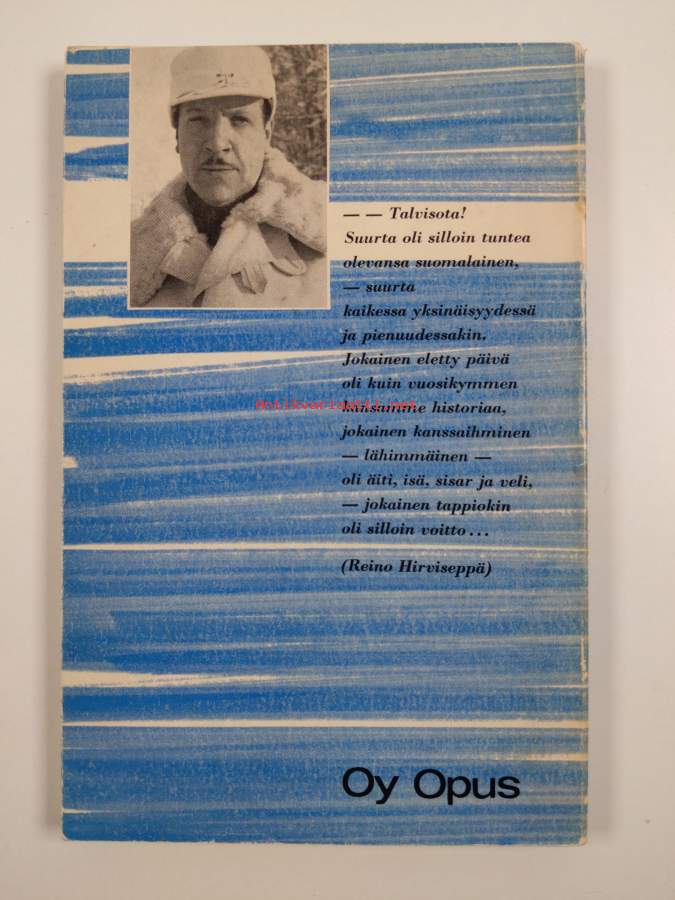 — — Talvisota!
Suurta oli silloin tuntea
olevansa suomalainen,
— suurta
kaikessa yksinäisyydessä
ja pienuudessakin.
Jokainen eletty päivä
oli kuin vuosikymmen
Antikvariaatti.net
kansamme historiaa,
jokainen kanssaihminen
— lähimmäinen —
oli äiti, isä, sisar ja veli,
— jokainen tappiokin
oli silloin voitto...
(Reino Hirviseppä)
Oy Opus